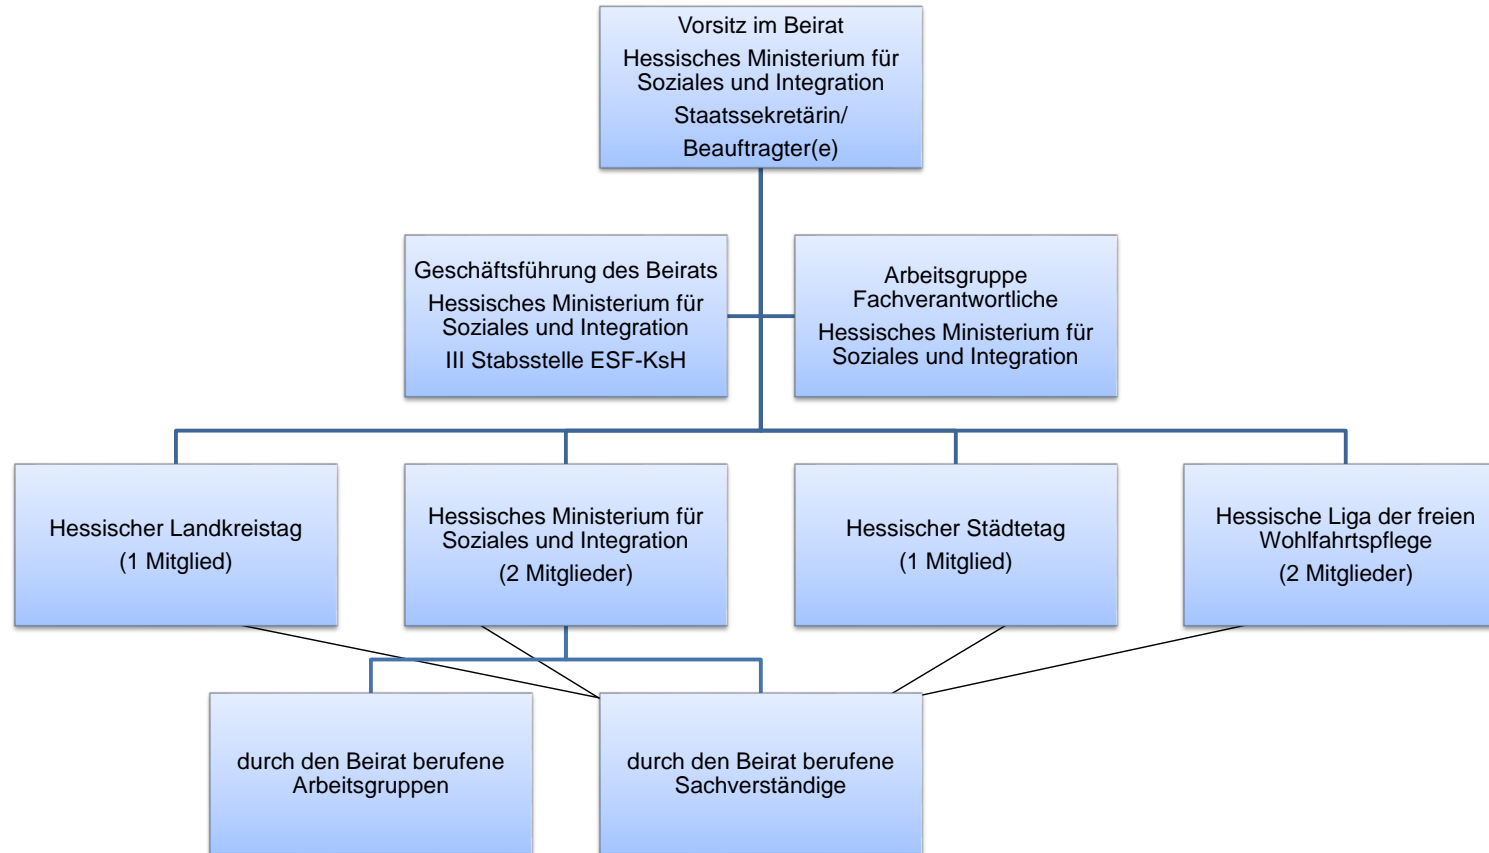 Vorsitz im Beirat
Hessisches Ministerium für
Soziales und Integration
Staatssekretärin/
Beauftragter(e)
Geschäftsführung des Beirats
Hessisches Ministerium für
Soziales und Integration
III Stabsstelle ESF-KsH
Arbeitsgruppe
Fachverantwortliche
Hessisches Ministerium für
Soziales und Integration
Hessischer Landkreistag
(1 Mitglied)
Hessisches Ministerium für
Soziales und Integration
(2 Mitglieder)
Hessischer Städtetag
(1 Mitglied)
Hessische Liga der freien
Wohlfahrtspflege
(2 Mitglieder)
durch den Beirat berufene
Arbeitsgruppen
durch den Beirat berufene
Sachverständige